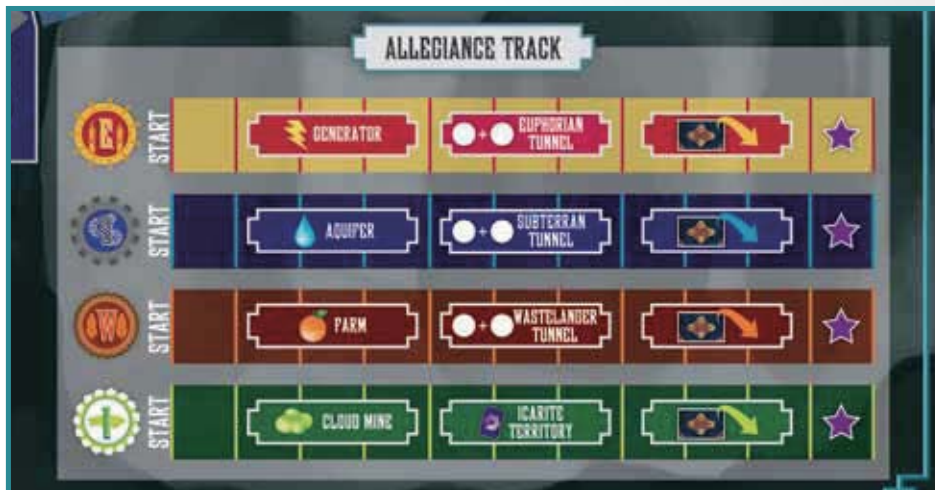 ALLEGIANCE TRACK
E
START
GENERATOR
+
EUPHORIAN
TUNNEL
START
AQUIFER
+
SUBTERRAN
TUNNEL
W
START
FARM
+
WASTELANDER
TUNNEL
I
START
CLOUD MINE
ICARITE
TERRITORY